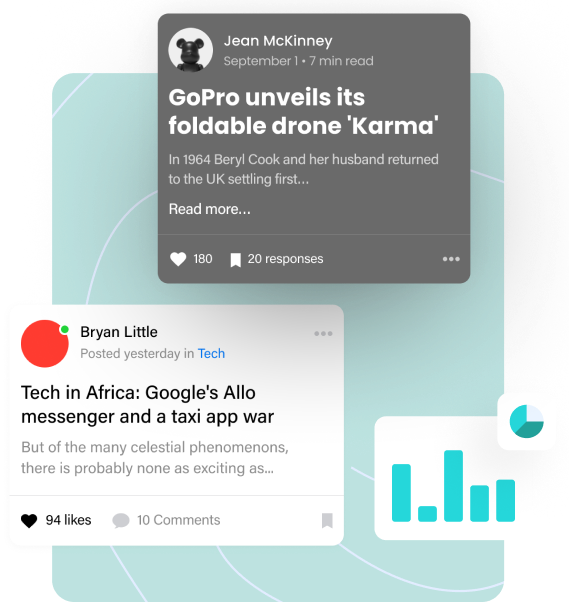 Jean McKinney
September 1 • 7 min read
GoPro unveils its
foldable drone 'Karma'
In 1964 Beryl Cook and her husband returned
to the UK settling first...
Read more...
180 20 responses
Bryan Little
Posted yesterday in Tech
Tech in Africa: Google's Allo
messenger and a taxi app war
But of the many celestial phenomenons,
there is probably none as exciting as...
94 likes 10 Comments